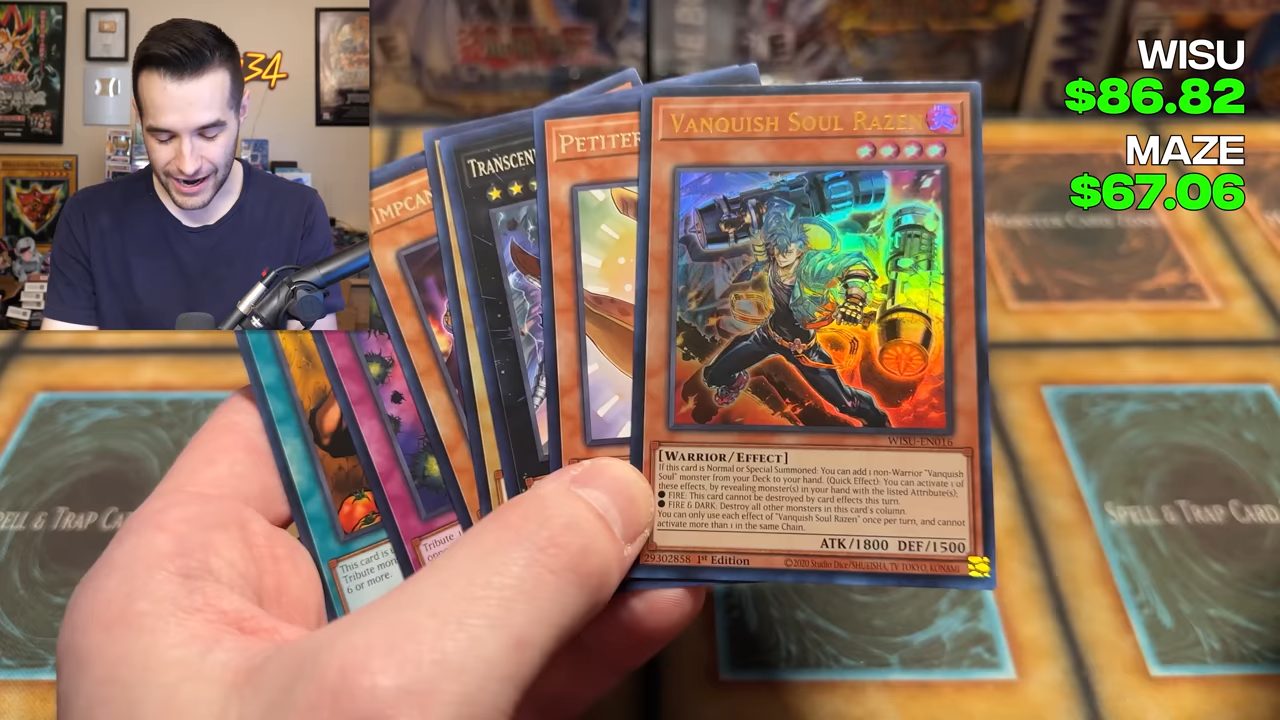 34
WISU
$86.82
MAZE
$67.06
IMPCAN
TRANSCEN
PETITER
VANQUISH SOUL RAZEN
WISU-EN016
[WARRIOR/EFFECT]
If this card is Normal or Special Summoned: You can add 1 non-Warrior "Vanquish
Soul" monster from your Deck to your hand. (Quick Effect): You can activate 1 of
these effects, by revealing monster(s) in your hand with the listed Attribute(s);
● FIRE: This card cannot be destroyed by card effects this turn.
● FIRE & DARK: Destroy all other monsters in this card's column.
You can only use each effect of "Vanquish Soul Razen" once per turn, and cannot
activate more than 1 in the same Chain.
ATK/1800 DEF/1500
29302858 1st Edition
©2020 Studio Dice/SHUEISHA, TV TOKYO, KONAMI
This card is
Tribute mon
6 or more.
Tribute 1
SPELL & TRAP CARD